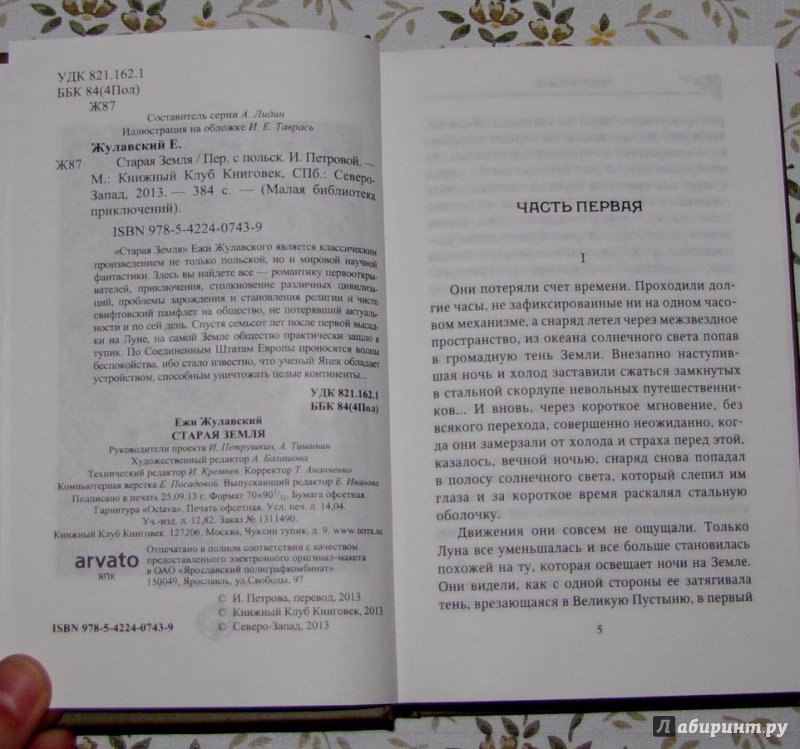 УДК 821.162.1
ББК 84(4Пол)
Ж87
Составитель серии А. Лидин
Иллюстрация на обложке И. Е. Таврась
Жулавский Е.
Ж87 Старая Земля / Пер. с польск. И. Петровой, —
М.: Книжный Клуб Книговек, СПб.: Северо-
Запад, 2013. — 384 с. — (Малая библиотека
приключений).
ISBN 978-5-4224-0743-9
«Старая Земля» Ежи Жулавского является классическим
произведением не только польской, но и мировой научной
фантастики. Здесь вы найдете все — романтику первооткры-
вателей, приключения, столкновение различных цивилиза-
ций, проблемы зарождения и становления религии и чисто
свифтовский памфлет на общество, не потерявший актуаль-
ности и по сей день. Спустя семьсот лет после первой высад-
ки на Луне, на самой Земле общество практически зашло в
тупик. По Соединенным Штатам Европы проносятся волны
беспокойства, ибо стало известно, что ученый Яцек обладает
устройством, способным уничтожать целые континенты...
УДК 821.162.1
ББК 84(4Пол)
Ежи Жулавский
СТАРАЯ ЗЕМЛЯ
Руководители проекта И. Петрушкин, А. Тишинин
Художественный редактор А. Балашова
Технический редактор И. Кремнев. Корректор Т. Ананченко
Компьютерная верстка Е. Посадовой. Выпускающий редактор Е. Иванова
Подписано в печать 25.09.13 г. Формат 70×90 1/32. Бумага офсетная.
Гарнитура «Octava». Печать офсетная. Усл. печ. л. 14,04.
Уч.-изд. л. 12,82. Заказ № 1311490.
Книжный Клуб Книговек. 127206, Москва, Чуксин тупик, д. 9. www.terra.su
arvato
япк
Отпечатано в полном соответствии с качеством
предоставленного электронного оригинал-макета
в ОАО «Ярославский полиграфкомбинат»
150049, Ярославль, ул.Свободы, 97
© И. Петрова, перевод, 2013
© Книжный Клуб Книговек, 2013
ISBN 978-5-4224-0743-9 © Северо-Запад, 2013
ЧАСТЬ ПЕРВАЯ
I
Они потеряли счет времени. Проходили дол-
гие часы, не зафиксированные ни на одном часо-
вом механизме, а снаряд летел через межзвездное
пространство, из океана солнечного света попав
в громадную тень Земли. Внезапно наступив-
шая ночь и холод заставили сжаться замкнутых
в стальной скорлупе невольных путешественни-
ков... И вновь, через короткое мгновение, без
всякого перехода, совершенно неожиданно, ког-
да они замерзали от холода и страха перед этой,
казалось, вечной ночью, снаряд снова попадал
в полосу солнечного света, который слепил им
глаза и за короткое время раскалял стальную
оболочку.
Движения они совсем не ощущали. Только
Луна все уменьшалась и все больше становилась
похожей на ту, которая освещает ночи на Земле.
Они видели, как с одной стороны ее затягивала
тень, врезающаяся в Великую Пустыню, в первый
5
лабиринт.ру